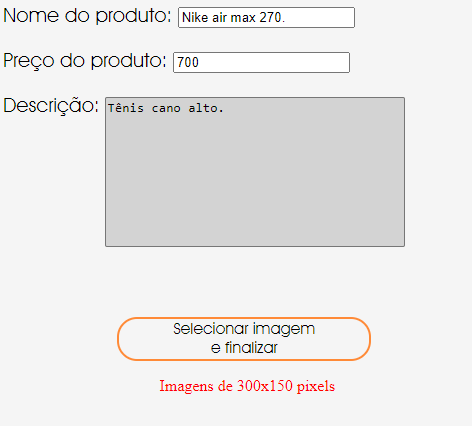 Nome do produto: Nike air max 270.
Preço do produto: 700
Descrição: Tênis cano alto.
Selecionar imagem
e finalizar
Imagens de 300x150 pixels